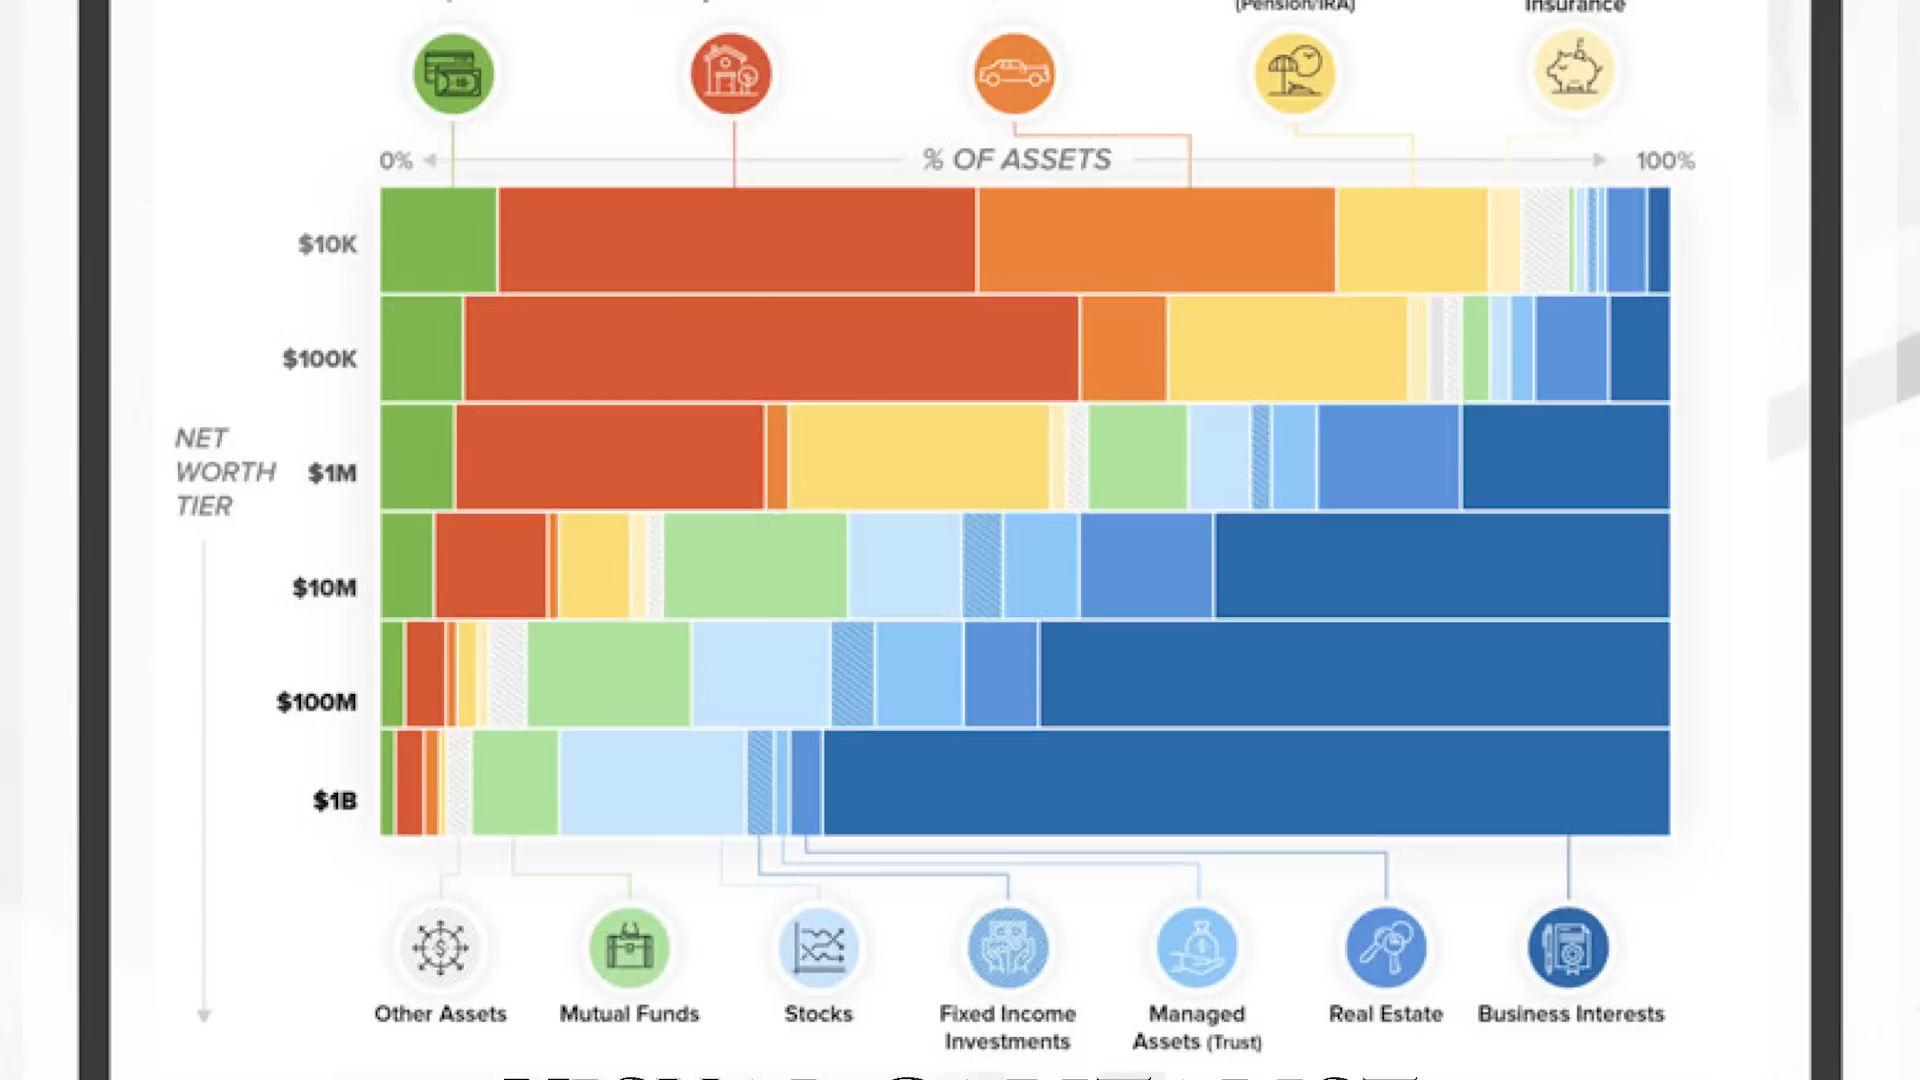 (Pension/IRA)
Insurance
0%
% OF ASSETS
100%
$10K
$100K
$1M
$10M
$100M
$1B
NET
WORTH
TIER
Other Assets
Mutual Funds
Stocks
Fixed Income
Investments
Managed
Assets (Trust)
Real Estate
Business Interests